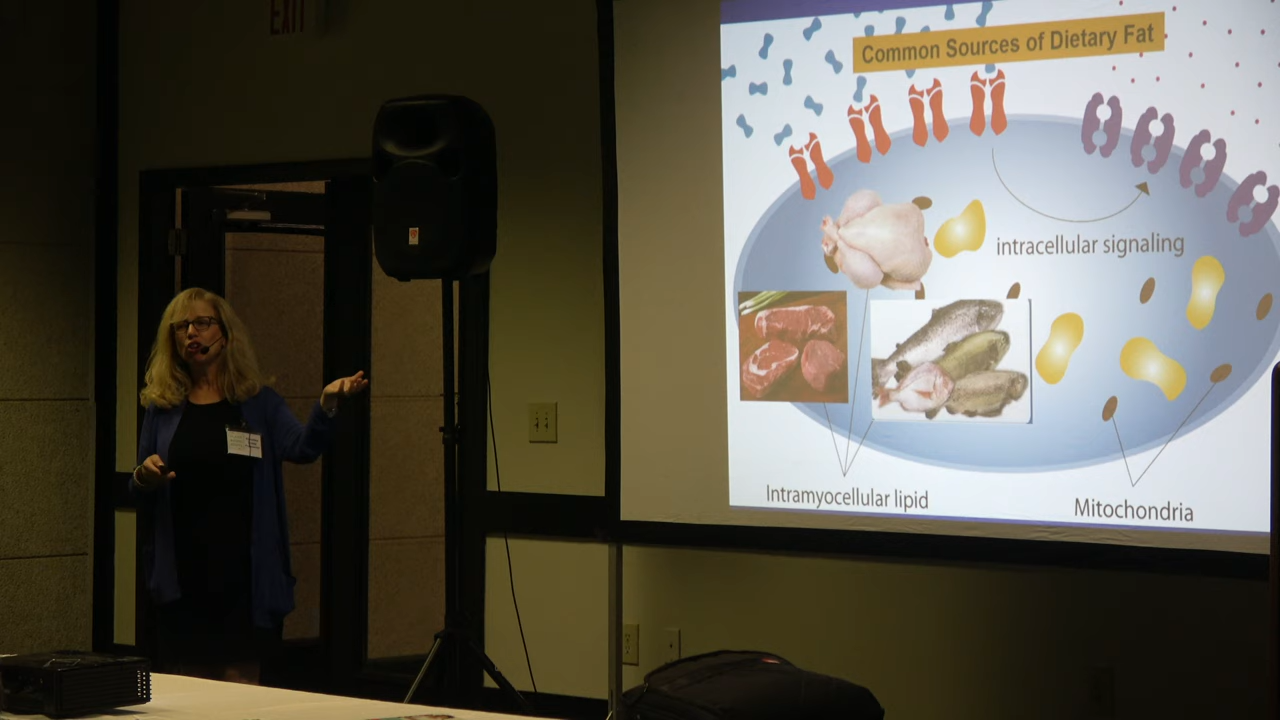 EXIT
Common Sources of Dietary Fat
intracellular signaling
Intramyocellular lipid
Mitochondria